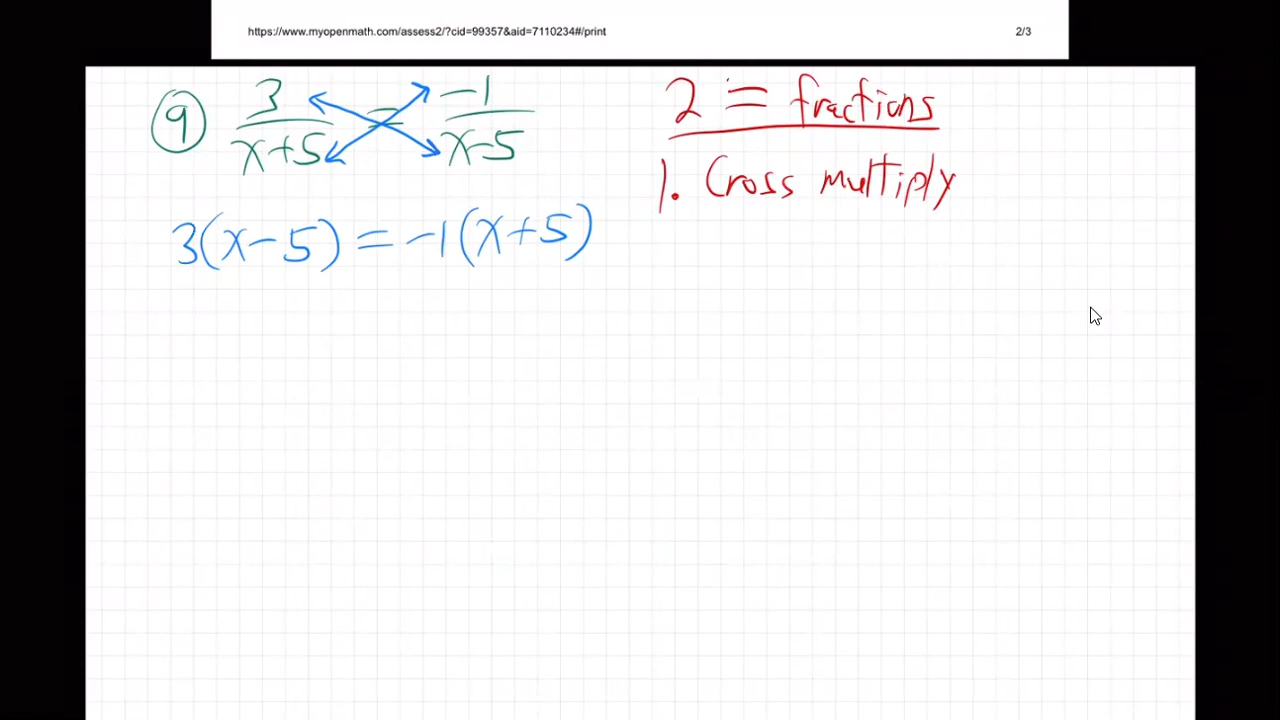 https://www.myopenmath.com/assess2/?cid=99357&aid=7110234#/print 2/3
9 3/(x+5) = -1/(x-5)
2 = fractions
1. Cross multiply
3(x-5) = -1(x+5)